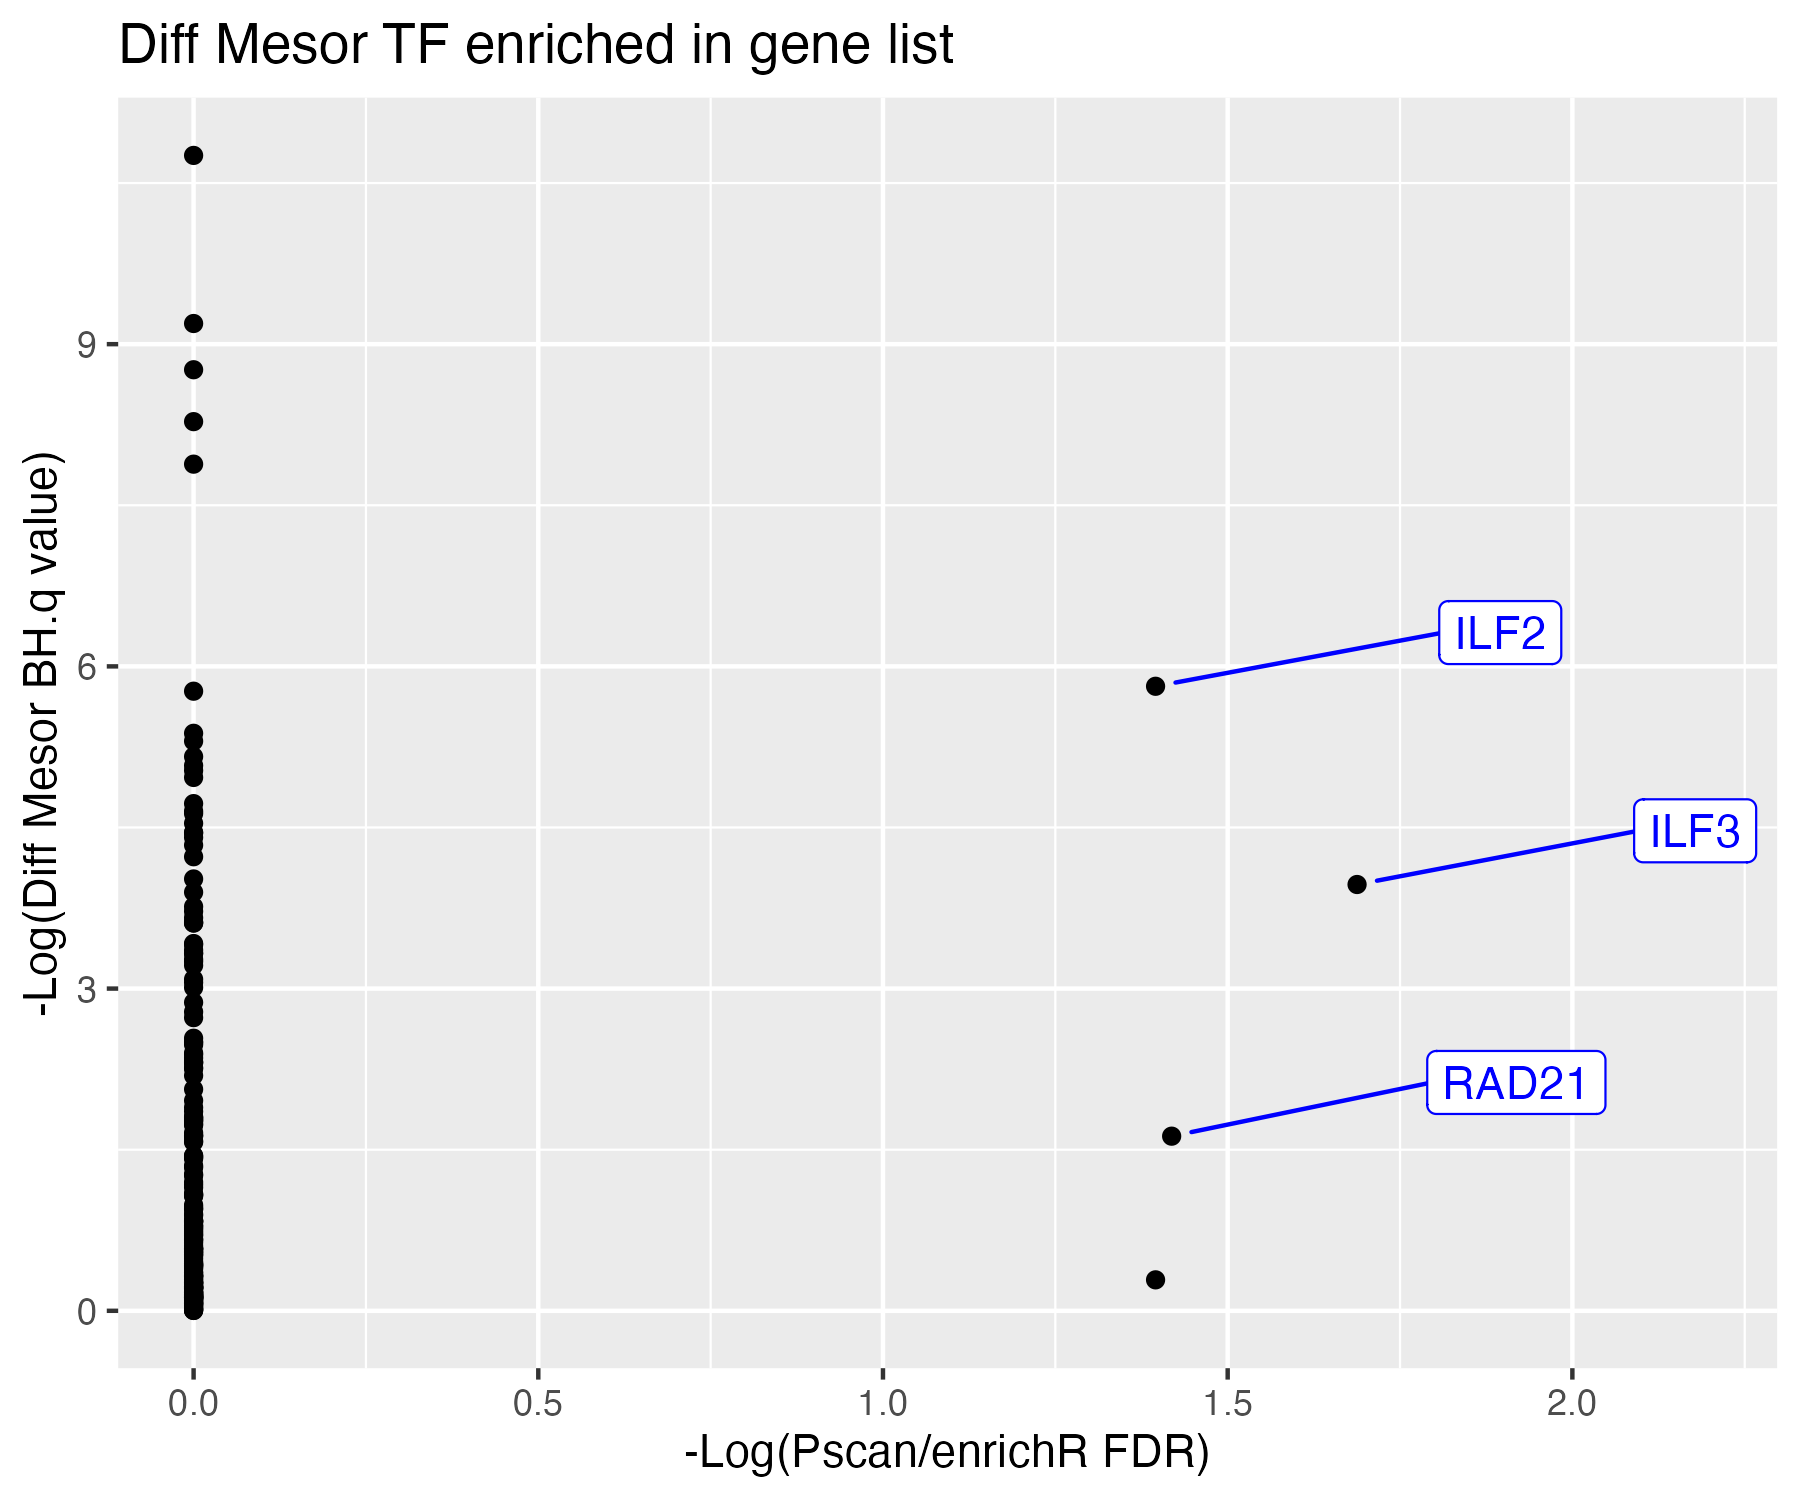 Diff Mesor TF enriched in gene list
-Log(Diff Mesor BH.q value)
9
6
3
0
ILF2
ILF3
RAD21
0.0 0.5 1.0 1.5 2.0
-Log(Pscan/enrichR FDR)